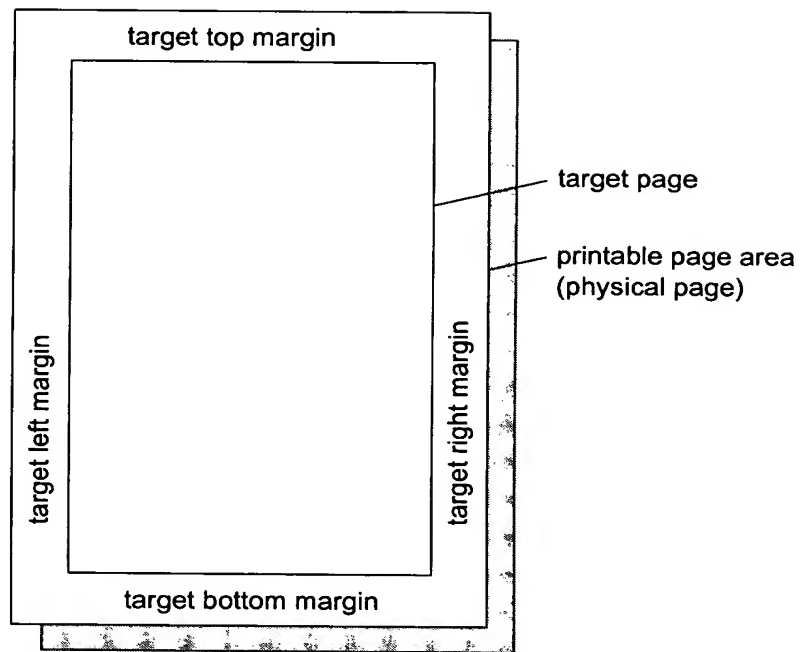 target top margin
target page
printable page area
(physical page)
target left margin
target right margin
target bottom margin